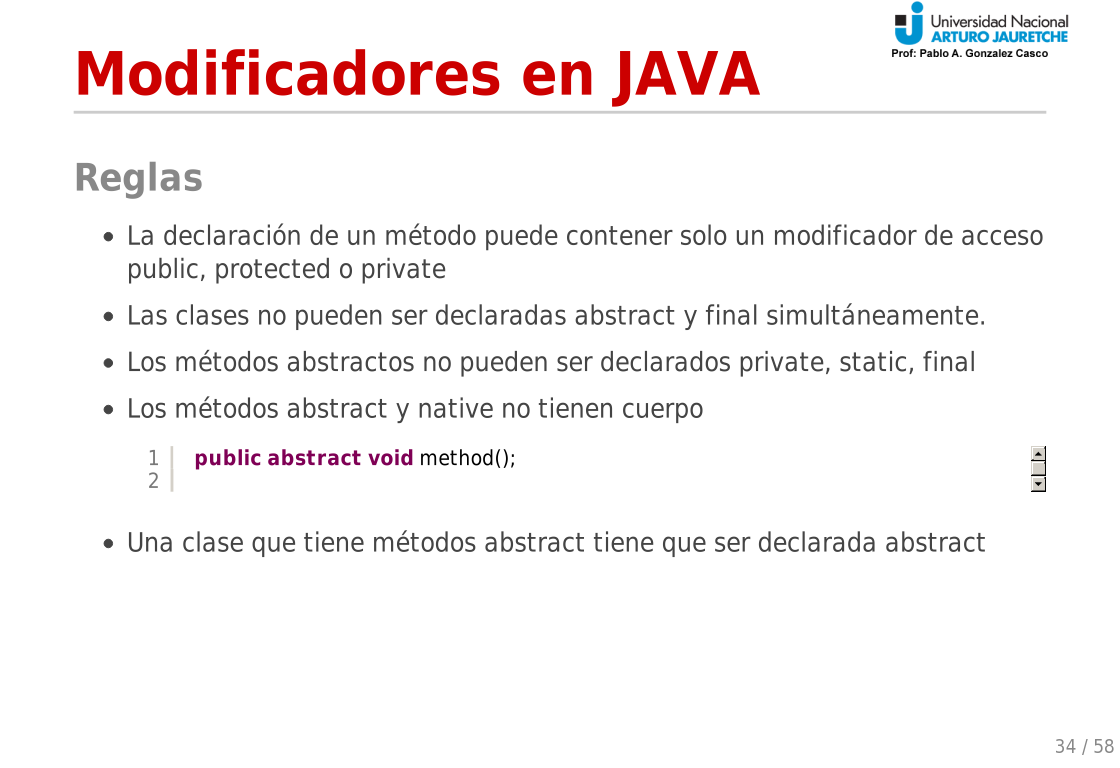 Universidad Nacional
ARTURO JAURETCHE
Prof: Pablo A. Gonzalez Casco
Modificadores en JAVA
Reglas
• La declaración de un método puede contener solo un modificador de acceso
public, protected o private
• Las clases no pueden ser declaradas abstract y final simultáneamente.
• Los métodos abstractos no pueden ser declarados private, static, final
• Los métodos abstract y native no tienen cuerpo
1 public abstract void method();
2
• Una clase que tiene métodos abstract tiene que ser declarada abstract
34 / 58